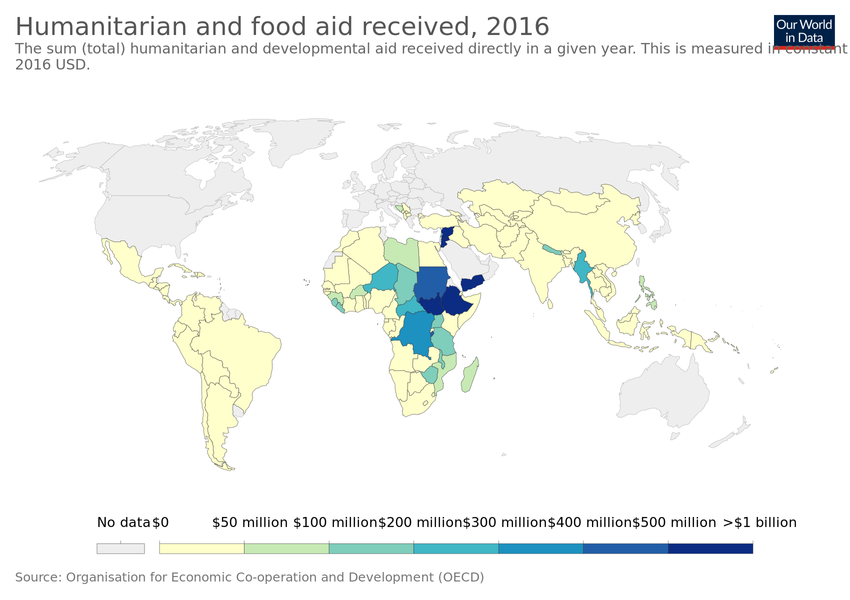 Humanitarian and food aid received, 2016
Our World
in Data
The sum (total) humanitarian and developmental aid received directly in a given year. This is measured in constant
2016 USD.
No data $0 $50 million $100 million $200 million $300 million $400 million $500 million >$1 billion
Source: Organisation for Economic Co-operation and Development (OECD)